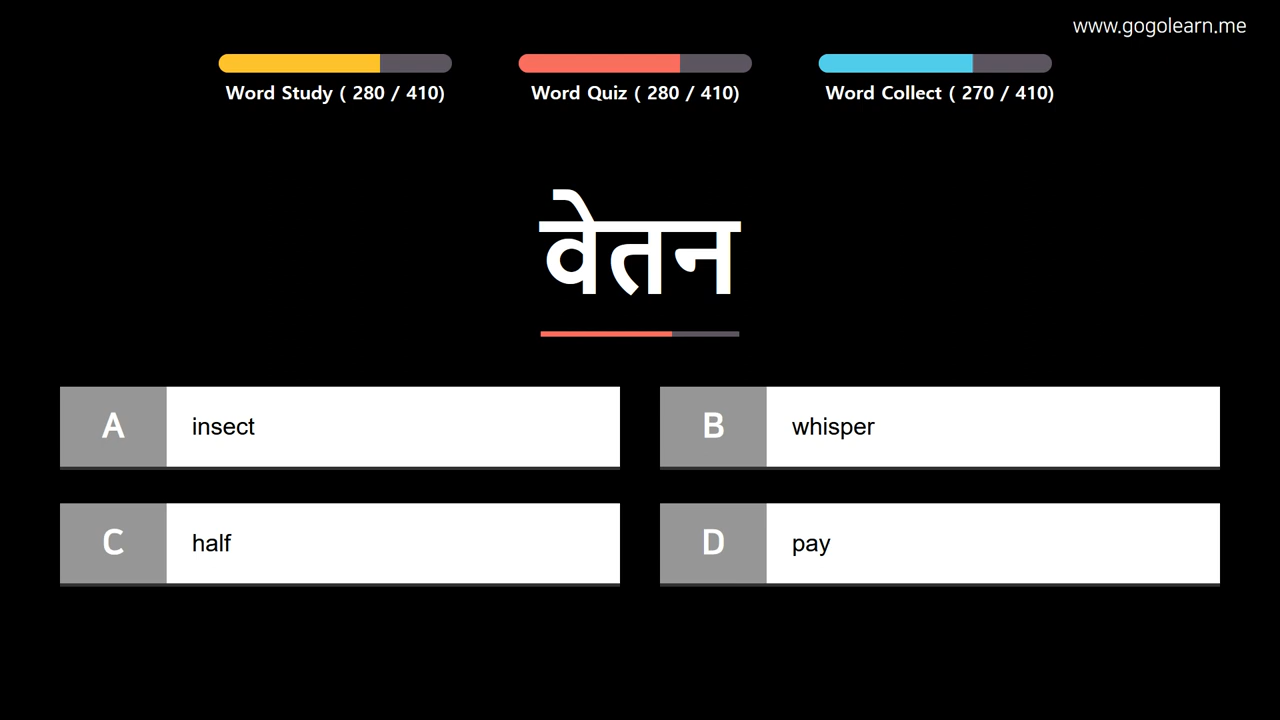 www.gogolearn.me
Word Study ( 280 / 410)
Word Quiz ( 280 / 410)
Word Collect ( 270 / 410)
वेतन
A insect
B whisper
C half
D pay